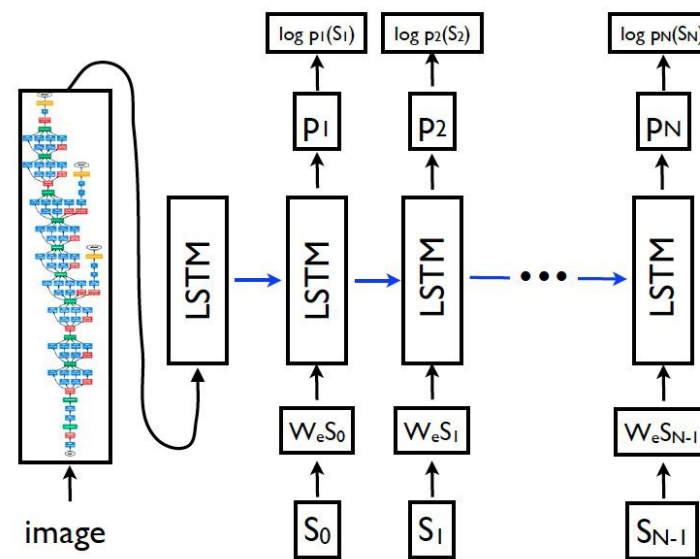 log p₁(S₁) log p₂(S₂) log pN(SN)
p₁ p₂ pN
LSTM LSTM LSTM ••• LSTM
WₑS₀ WₑS₁ WₑSN-1
image S₀ S₁ SN-1